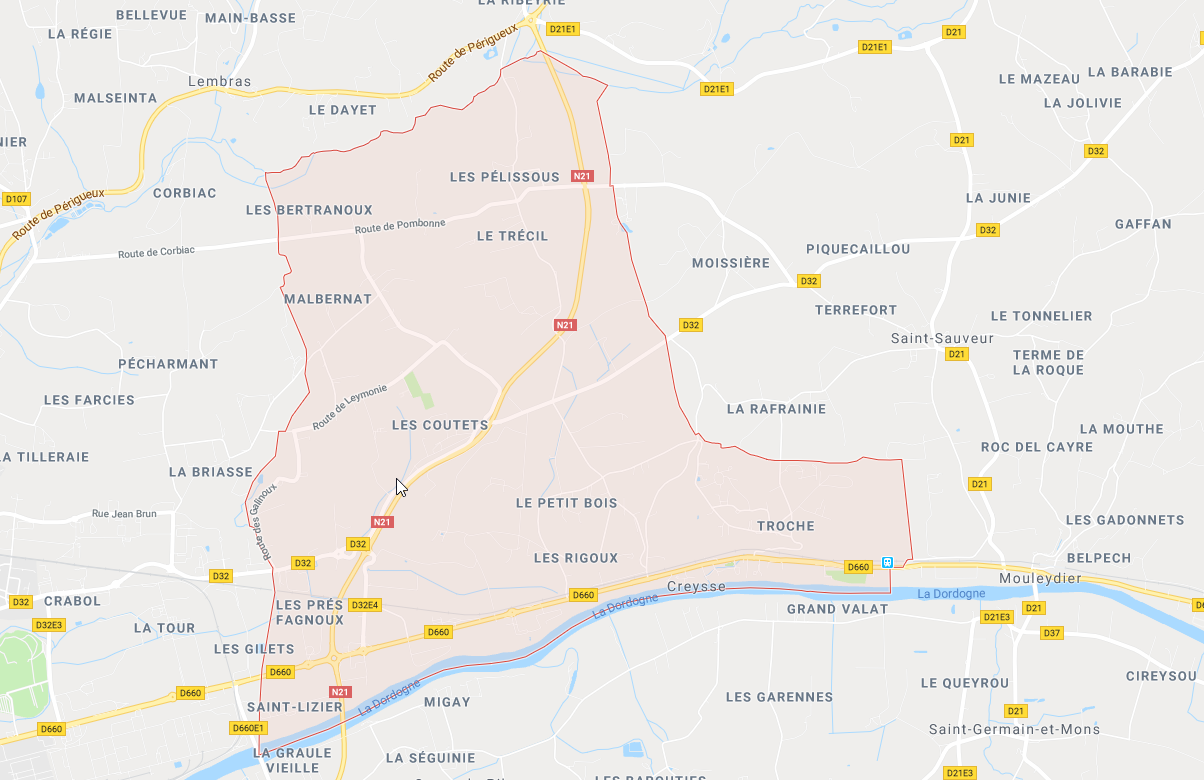 LA RIBEYRIE
BELLEVUE
MAIN-BASSE
LA RÉGIE
D21E1
D21
D21E1
Route de Périgueux
LE MAZEAU
LA BARABIE
Lembras
MALSEINTA
D21E1
LA JOLIVIE
LE DAYET
D21
D32
LES PÉLISSOUS
N21
CORBIAC
D107
Route de Périgueux
LA JUNIE
LES BERTRANOUX
Route de Pombonne
LE TRÉCIL
D32
GAFFAN
Route de Corbiac
MOISSIÈRE
PIQUECAILLOU
D32
MALBERNAT
TERREFORT
LE TONNELIER
N21
D32
Saint-Sauveur
D21
TERME DE
LA ROQUE
PÉCHARMANT
LES FARCIES
Route de Leymonie
LA RAFRAINIE
LES COUTETS
LA MOUTHE
ROC DEL CAYRE
LA TILLERAIE
LA BRIASSE
D21
LE PETIT BOIS
Route des Galinoux
Rue Jean Brun
N21
TROCHE
LES GADONNETS
D32
LES RIGOUX
BELPECH
D32
D660
D32
Creysse
Mouleydier
D660
La Dordogne
La Dordogne
D32
CRABOL
LES PRÉS
FAGNOUX
D32E4
GRAND VALAT
D21
D21E3
D32E3
LA TOUR
D660
D37
LES GILETS
D660
CIREYSOU
N21
D660
LE QUEYROU
LES GARENNES
La Dordogne
MIGAY
SAINT-LIZIER
D21
D660
D660E1
Saint-Germain-et-Mons
LA GRAULE
VIEILLE
LA SÉGUINIE
D21E3
LES BABOUTIES